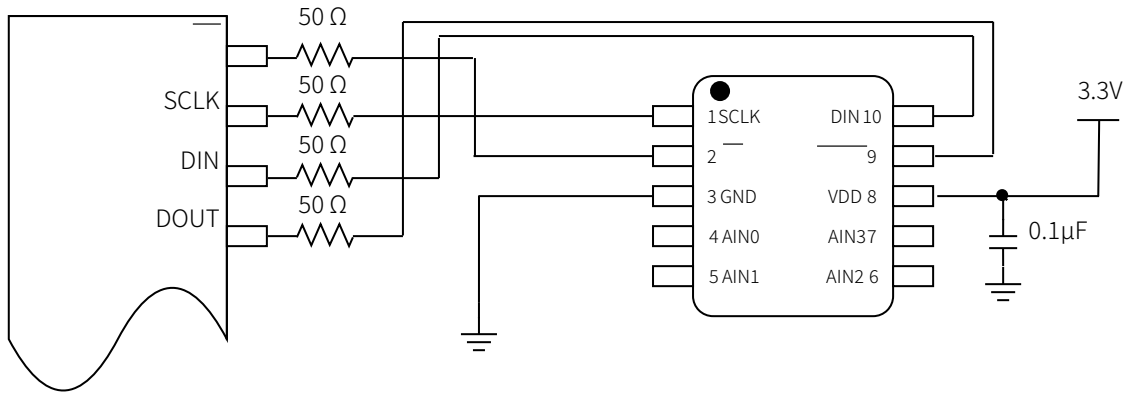 50 Ω
50 Ω
SCLK
50 Ω
DIN
50 Ω
DOUT
1 SCLK
2
3 GND
4 AIN0
5 AIN1
DIN 10
9
VDD 8
AIN3 7
AIN2 6
3.3V
0.1µF